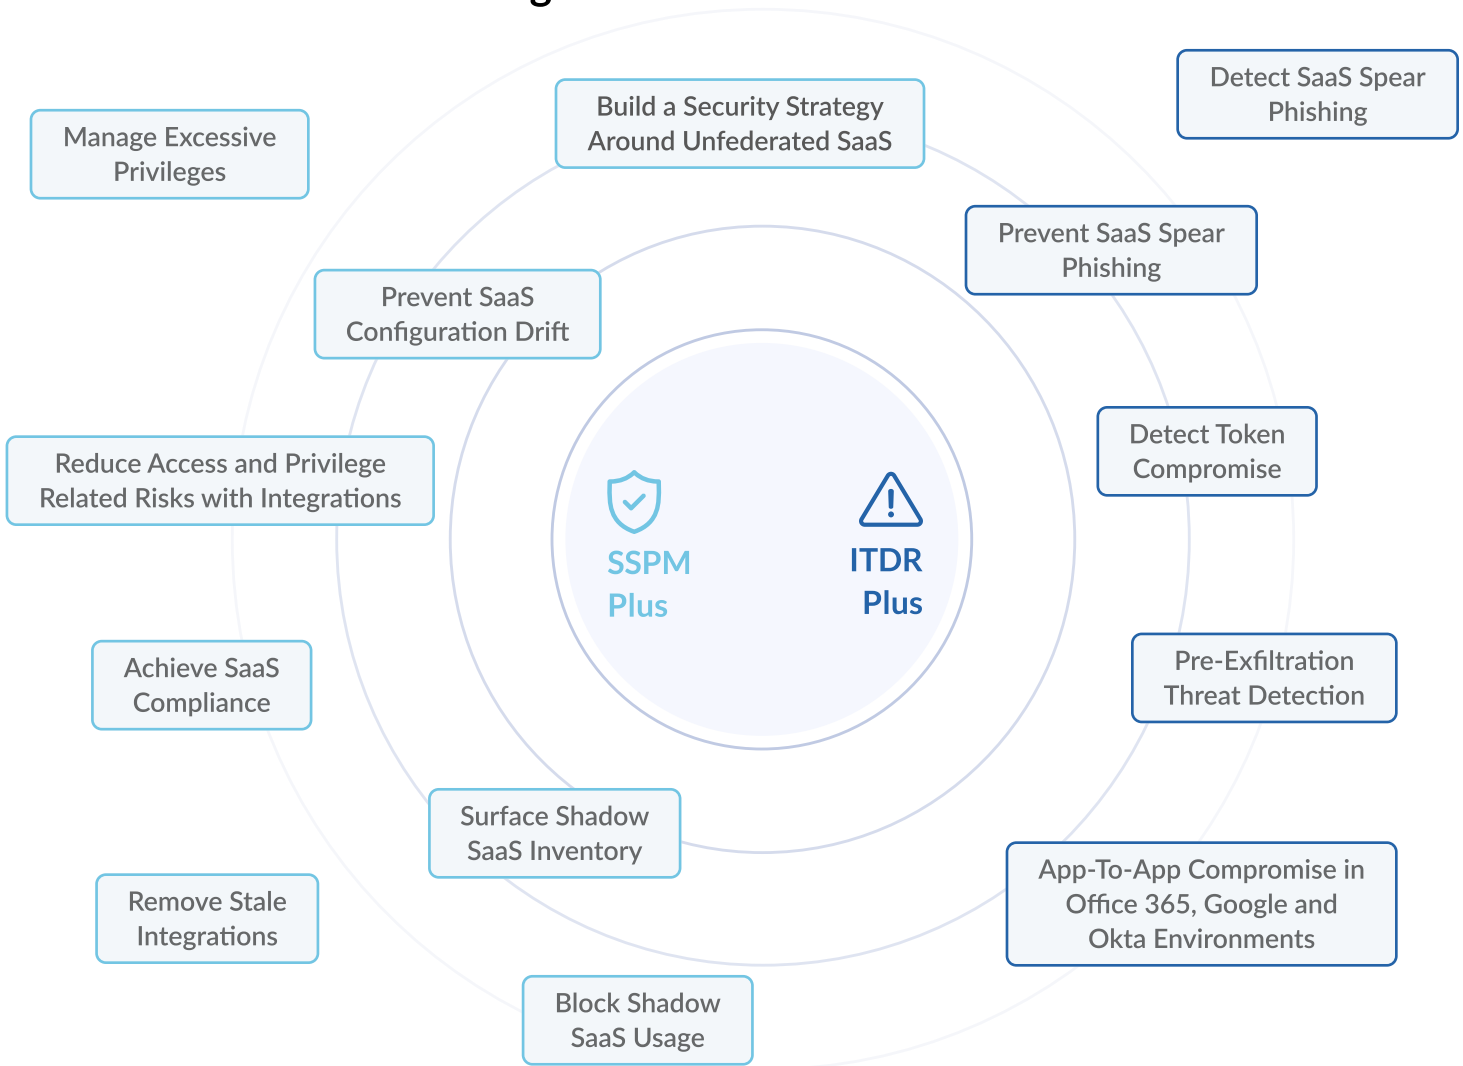 Detect SaaS Spear
Phishing
Build a Security Strategy
Around Unfederated SaaS
Manage Excessive
Privileges
Prevent SaaS Spear
Phishing
Prevent SaaS
Configuration Drift
Detect Token
Compromise
Reduce Access and Privilege
Related Risks with Integrations
SSPM
Plus
ITDR
Plus
Achieve SaaS
Compliance
Pre-Exfiltration
Threat Detection
Surface Shadow
SaaS Inventory
App-To-App Compromise in
Office 365, Google and
Okta Environments
Remove Stale
Integrations
Block Shadow
SaaS Usage